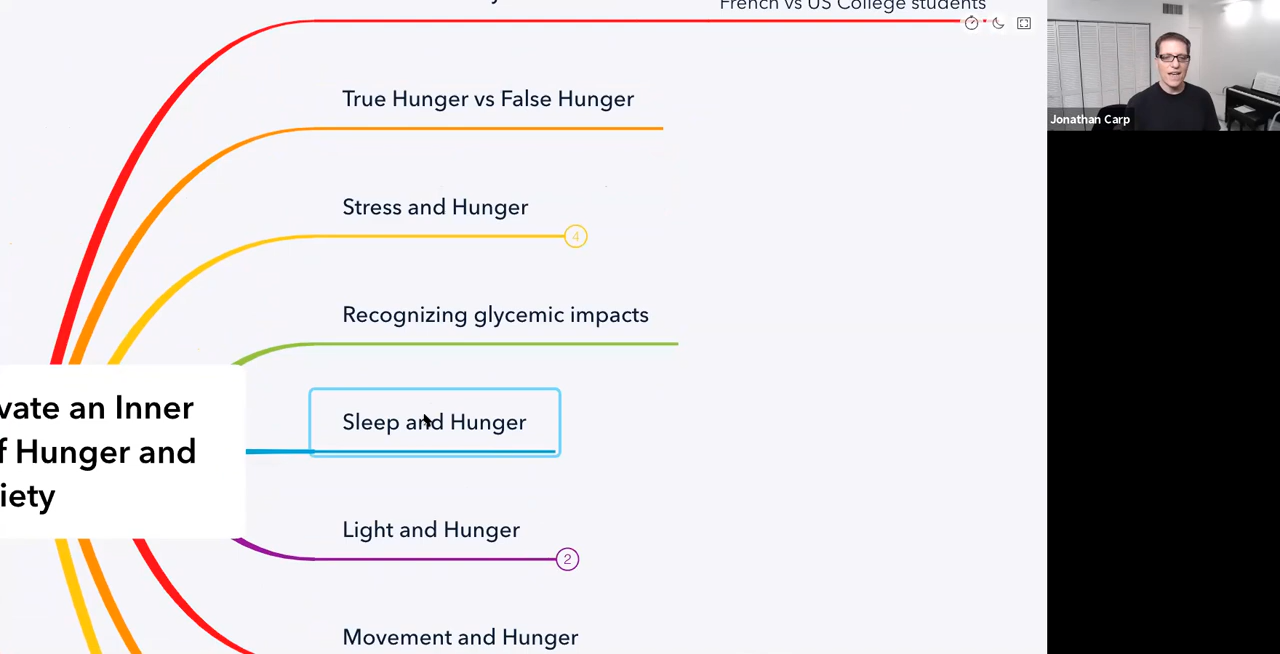 French vs US College students
True Hunger vs False Hunger
Stress and Hunger
4
Recognizing glycemic impacts
Sleep and Hunger
vate an Inner
f Hunger and
iety
Light and Hunger
2
Movement and Hunger
Jonathan Carp